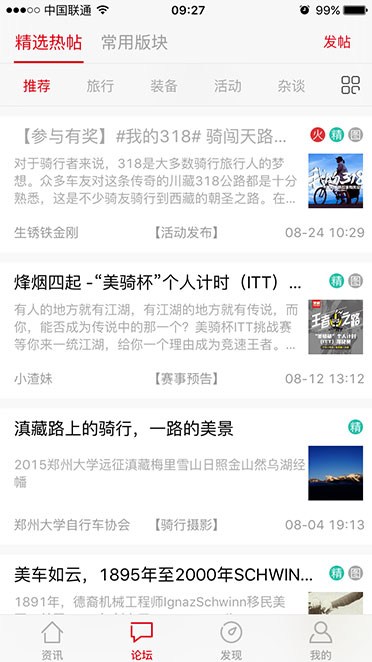 中国联通 09:27 99%
精选热帖 常用版块 发帖
推荐 旅行 装备 活动 杂谈
【参与有奖】#我的318# 骑闯天路... 火 精 图
对于骑行者来说，318是大多数骑行旅行人的梦
想。众多车友对这条传奇的川藏318公路都是十分
熟悉，这是不少骑友骑行到西藏的朝圣之路。在...
生锈铁金刚 【活动发布】 08-24 10:29
烽烟四起 -“美骑杯”个人计时（ITT）... 精 图
有人的地方就有江湖，有江湖的地方就有传说，而
你，能否成为传说中的那一个？美骑杯ITT挑战赛
等你来一统江湖，给你一个理由成为竞速王者。...
王者之路
小渣妹 【赛事预告】 08-12 13:12
滇藏路上的骑行，一路的美景 精
2015郑州大学远征滇藏梅里雪山日照金山然乌湖经
幡
郑州大学自行车协会 【骑行摄影】 08-04 19:13
美车如云，1895年至2000年SCHWIN... 精 图
1891年，德裔机械工程师IgnazSchwinn移民美
资讯 论坛 发现 我的